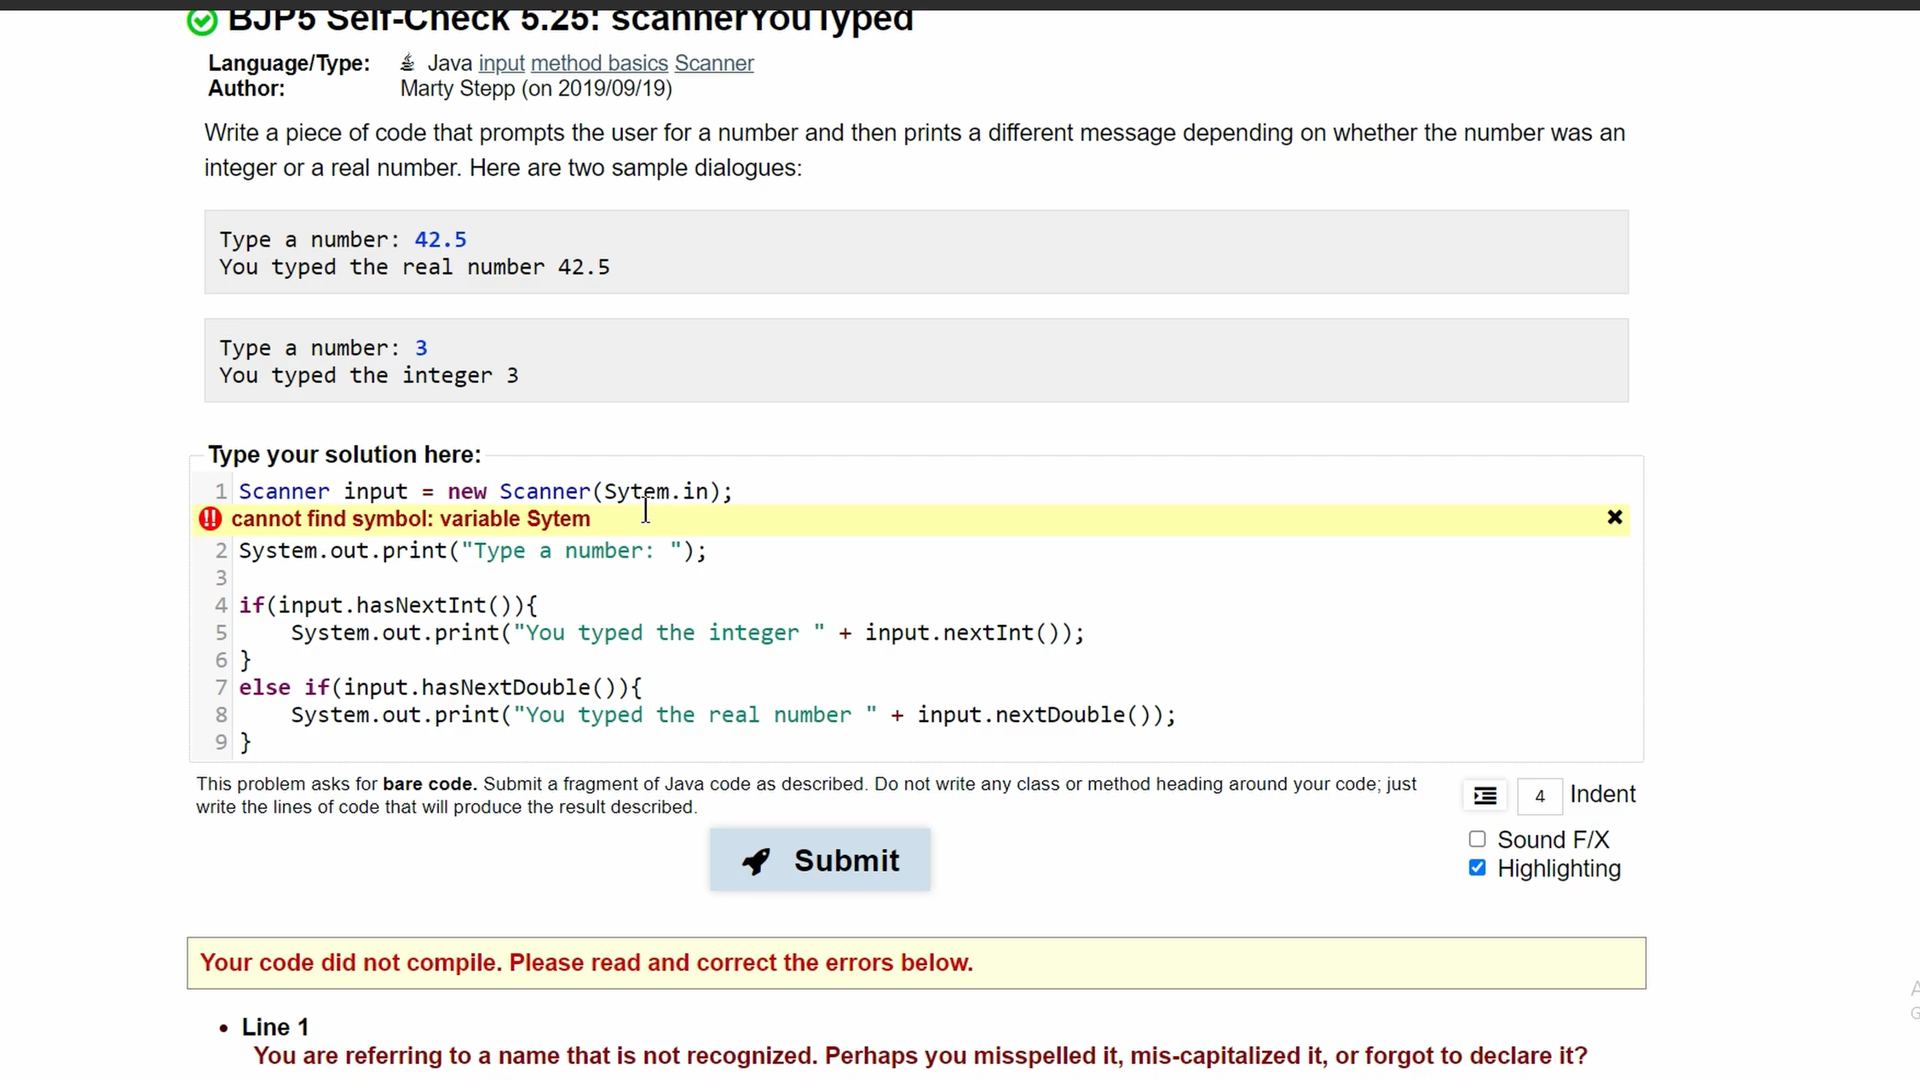 BJP5 Self-Check 5.25: scannerYouTyped
Language/Type: Java input method basics Scanner
Author: Marty Stepp (on 2019/09/19)
Write a piece of code that prompts the user for a number and then prints a different message depending on whether the number was an
integer or a real number. Here are two sample dialogues:
Type a number: 42.5
You typed the real number 42.5
Type a number: 3
You typed the integer 3
Type your solution here:
1 Scanner input = new Scanner(Sytem.in);
!! cannot find symbol: variable Sytem
2 System.out.print("Type a number: ");
3
4 if(input.hasNextInt()){
5     System.out.print("You typed the integer " + input.nextInt());
6 }
7 else if(input.hasNextDouble()){
8     System.out.print("You typed the real number " + input.nextDouble());
9 }
This problem asks for bare code. Submit a fragment of Java code as described. Do not write any class or method heading around your code; just
write the lines of code that will produce the result described.
4 Indent
Sound F/X
Highlighting
Submit
Your code did not compile. Please read and correct the errors below.
• Line 1
You are referring to a name that is not recognized. Perhaps you misspelled it, mis-capitalized it, or forgot to declare it?